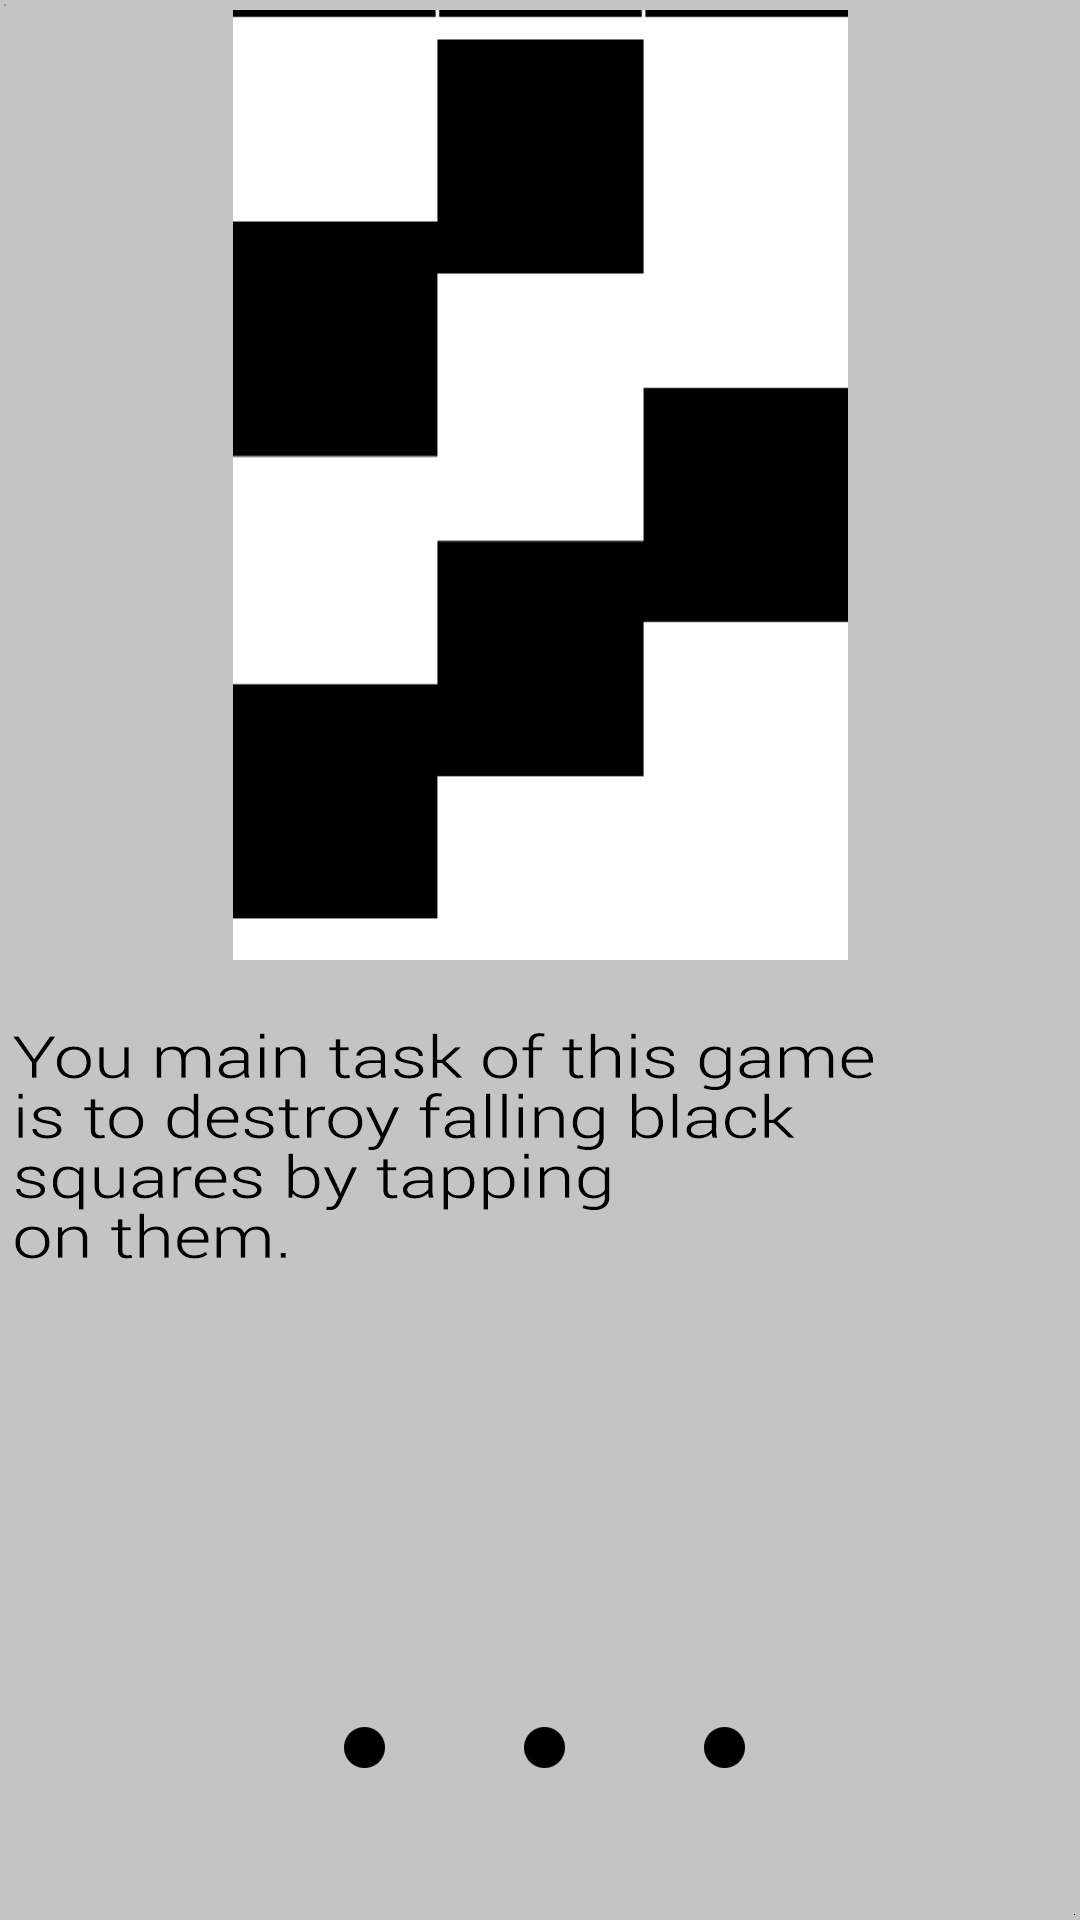 You main task of this game
is to destroy falling black
squares by tapping
on them.